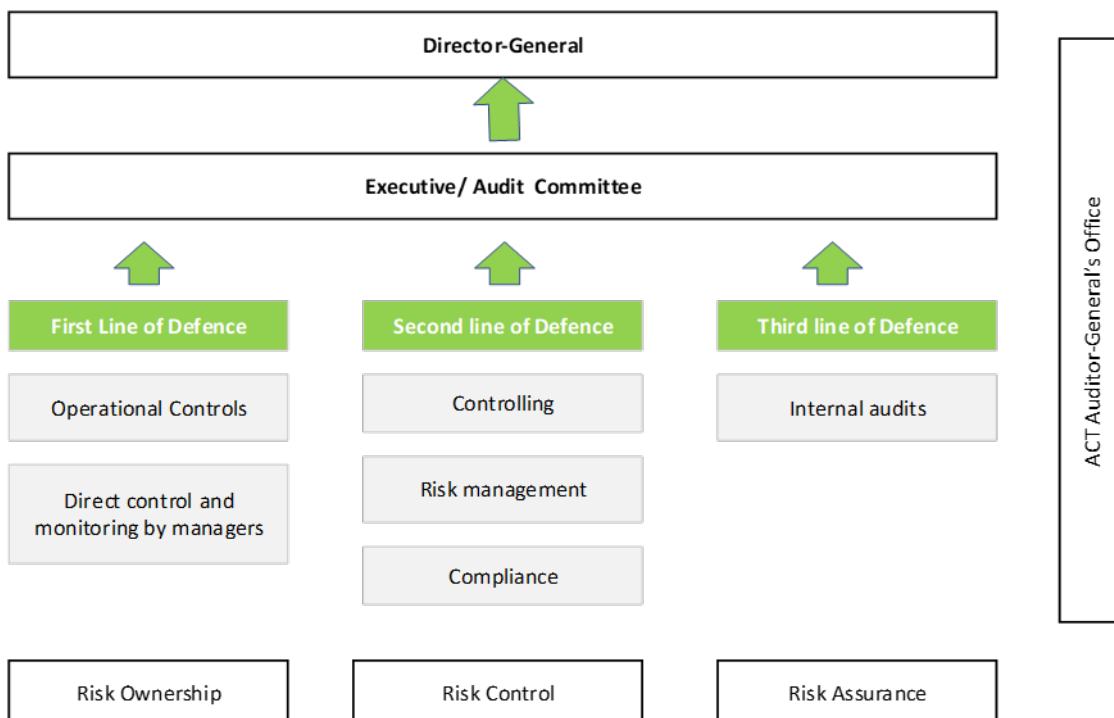 Director-General
Executive/ Audit Committee
First Line of Defence
Operational Controls
Direct control and
monitoring by managers
Second line of Defence
Controlling
Risk management
Compliance
Third line of Defence
Internal audits
Risk Ownership
Risk Control
Risk Assurance
ACT Auditor-General's Office